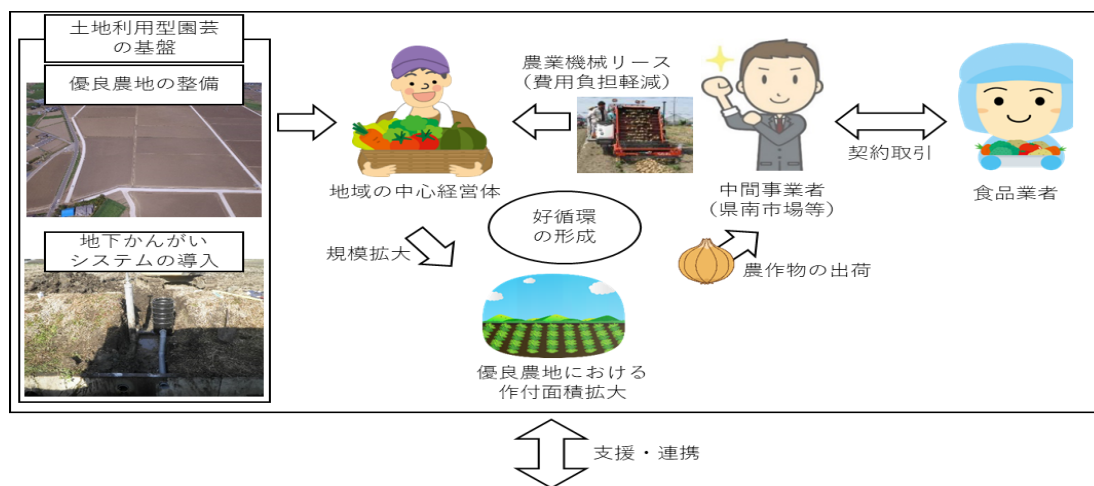 土地利用型園芸
の基盤
優良農地の整備
地下かんがい
システムの導入
地域の中心経営体
農業機械リース
(費用負担軽減)
中間事業者
(県南市場等)
契約取引
食品業者
好循環
の形成
規模拡大
農作物の出荷
優良農地における
作付面積拡大
支援・連携